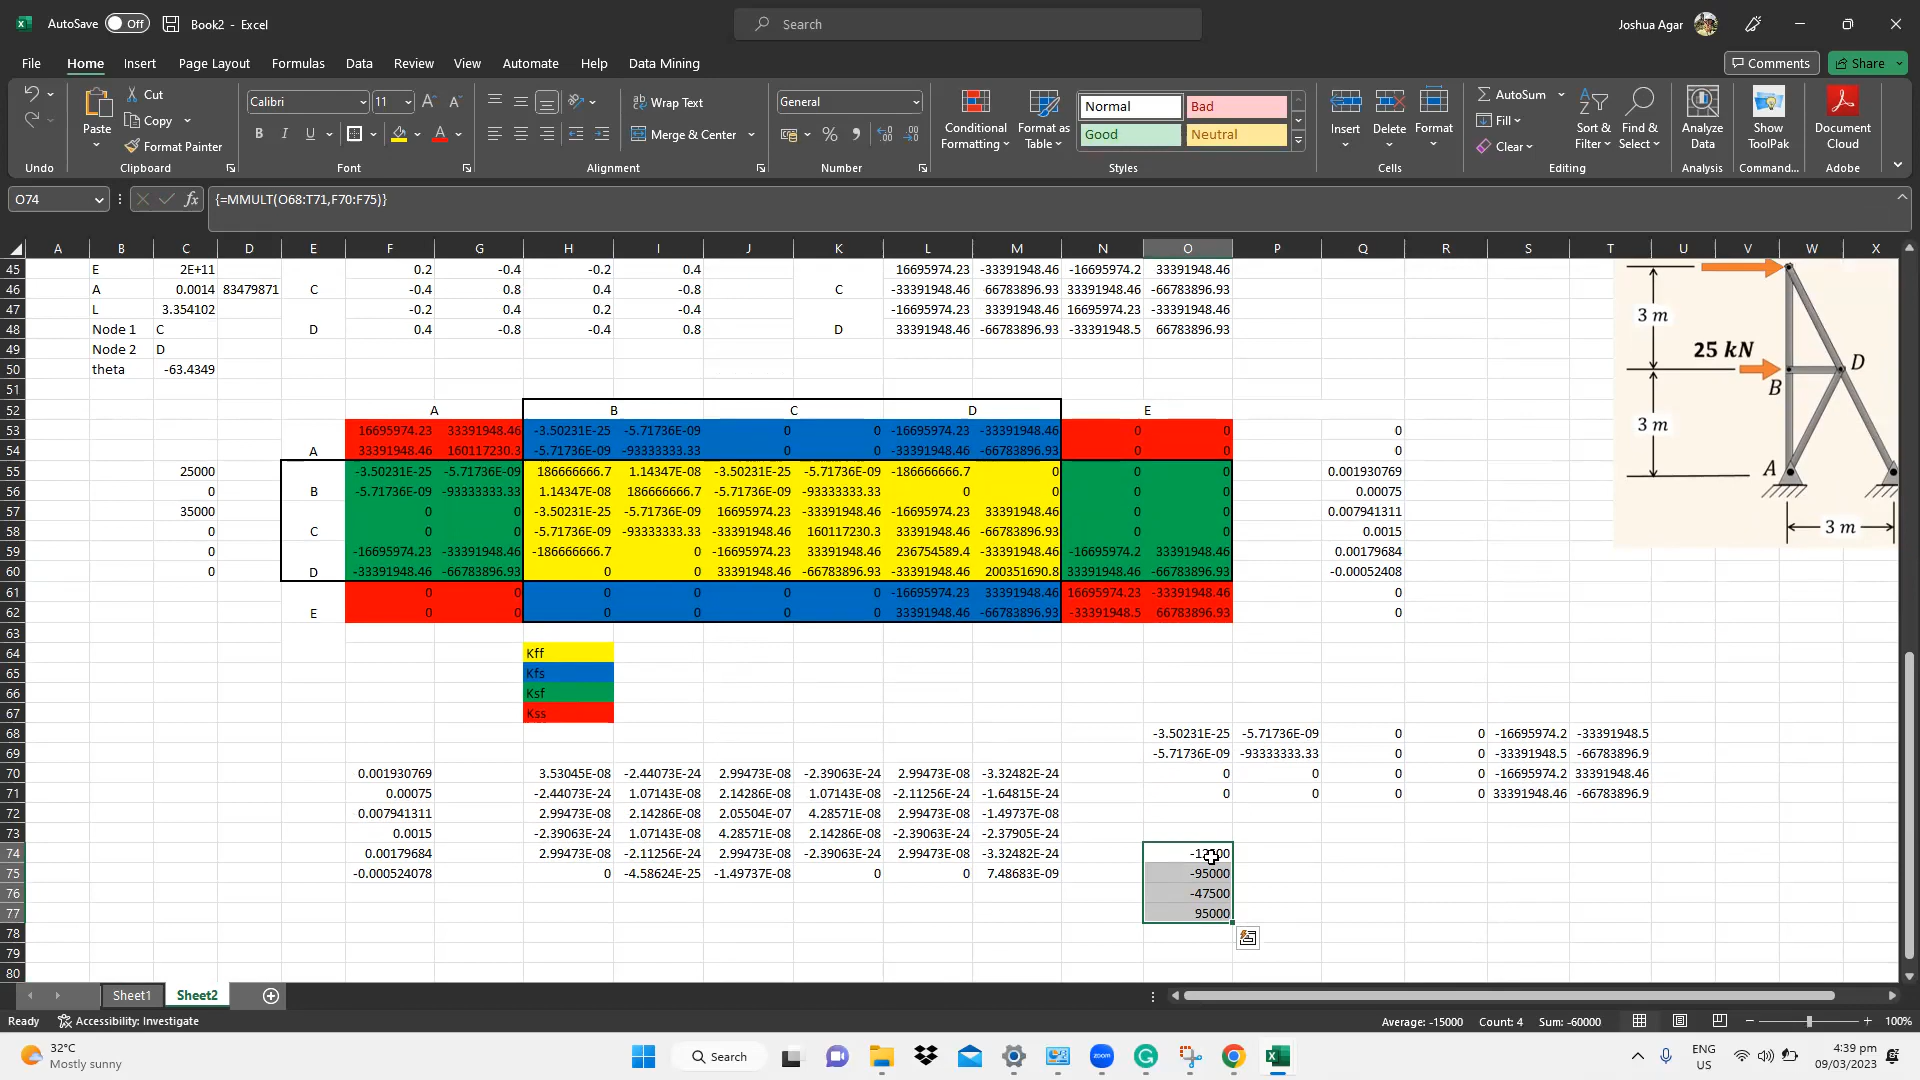 AutoSave Off Book2 - Excel Search Joshua Agar
File Home Insert Page Layout Formulas Data Review View Automate Help Data Mining Comments Share
Cut Calibri 11 Wrap Text General Normal Bad AutoSum
Paste Copy Conditional Formatting Format as Table Insert Delete Format Fill Sort & Filter Find & Select Analyze Data Show ToolPak Document Cloud
Format Painter Merge & Center Good Neutral Clear
Undo Clipboard Font Alignment Number Styles Cells Editing Analysis Command... Adobe
O74 fx {=MMULT(O68:T71,F70:F75)}
A B C D E F G H I J K L M N O P Q R S T U V W X
45 E 2E+11 0.2 -0.4 -0.2 0.4 16695974.23 -33391948.46 -16695974.2 33391948.46
46 A 0.0014 83479871 C -0.4 0.8 0.4 -0.8 C -33391948.46 66783896.93 33391948.46 -66783896.93
47 L 3.354102 -0.2 0.4 0.2 -0.4 -16695974.23 33391948.46 16695974.23 -33391948.46
48 Node 1 C D 0.4 -0.8 -0.4 0.8 D 33391948.46 -66783896.93 -33391948.5 66783896.93
49 Node 2 D
50 theta -63.4349
51
52 A B C D E
53 16695974.23 33391948.46 -3.50231E-25 -5.71736E-09 0 0 -16695974.23 -33391948.46 0 0 0
54 A 33391948.46 160117230.3 -5.71736E-09 -93333333.33 0 0 -33391948.46 -66783896.93 0 0 0
55 25000 -3.50231E-25 -5.71736E-09 186666666.7 1.14347E-08 -3.50231E-25 -5.71736E-09 -186666666.7 0 0 0 0.001930769
56 0 B -5.71736E-09 -93333333.33 1.14347E-08 186666666.7 -5.71736E-09 -93333333.33 0 0 0 0 0.00075
57 35000 0 0 -3.50231E-25 -5.71736E-09 16695974.23 -33391948.46 -16695974.23 33391948.46 0 0 0.007941311
58 0 C 0 0 -5.71736E-09 -93333333.33 -33391948.46 160117230.3 33391948.46 -66783896.93 0 0 0.0015
59 0 -16695974.23 -33391948.46 -186666666.7 0 -16695974.23 33391948.46 236754589.4 -33391948.46 -16695974.2 33391948.46 0.00179684
60 0 D -33391948.46 -66783896.93 0 0 33391948.46 -66783896.93 -33391948.46 200351690.8 33391948.46 -66783896.93 -0.00052408
61 0 0 0 0 0 0 -16695974.23 33391948.46 16695974.23 -33391948.46 0
62 E 0 0 0 0 0 0 33391948.46 -66783896.93 -33391948.5 66783896.93 0
63
64 Kff
65 Kfs
66 Ksf
67 Kss
68 -3.50231E-25 -5.71736E-09 0 0 -16695974.2 -33391948.5
69 -5.71736E-09 -93333333.33 0 0 -33391948.5 -66783896.9
70 0.001930769 3.53045E-08 -2.44073E-24 2.99473E-08 -2.39063E-24 2.99473E-08 -3.32482E-24 0 0 0 0 -16695974.2 33391948.46
71 0.00075 -2.44073E-24 1.07143E-08 2.14286E-08 1.07143E-08 -2.11256E-24 -1.64815E-24 0 0 0 0 33391948.46 -66783896.9
72 0.007941311 2.99473E-08 2.14286E-08 2.05504E-07 4.28571E-08 2.99473E-08 -1.49737E-08
73 0.0015 -2.39063E-24 1.07143E-08 4.28571E-08 2.14286E-08 -2.39063E-24 -2.37905E-24
74 0.00179684 2.99473E-08 -2.11256E-24 2.99473E-08 -2.39063E-24 2.99473E-08 -3.32482E-24
75 -0.000524078 0 -4.58624E-25 -1.49737E-08 0 0 7.48683E-09 -95000
76 -47500
77 95000
78
79
80
3 m
25 kN
D
B
3 m
A
3 m
Sheet1 Sheet2
Ready Accessibility: Investigate Average: -15000 Count: 4 Sum: -60000 100%
32°C
Mostly sunny
Search
zoom
ENG
US
4:39 pm
09/03/2023